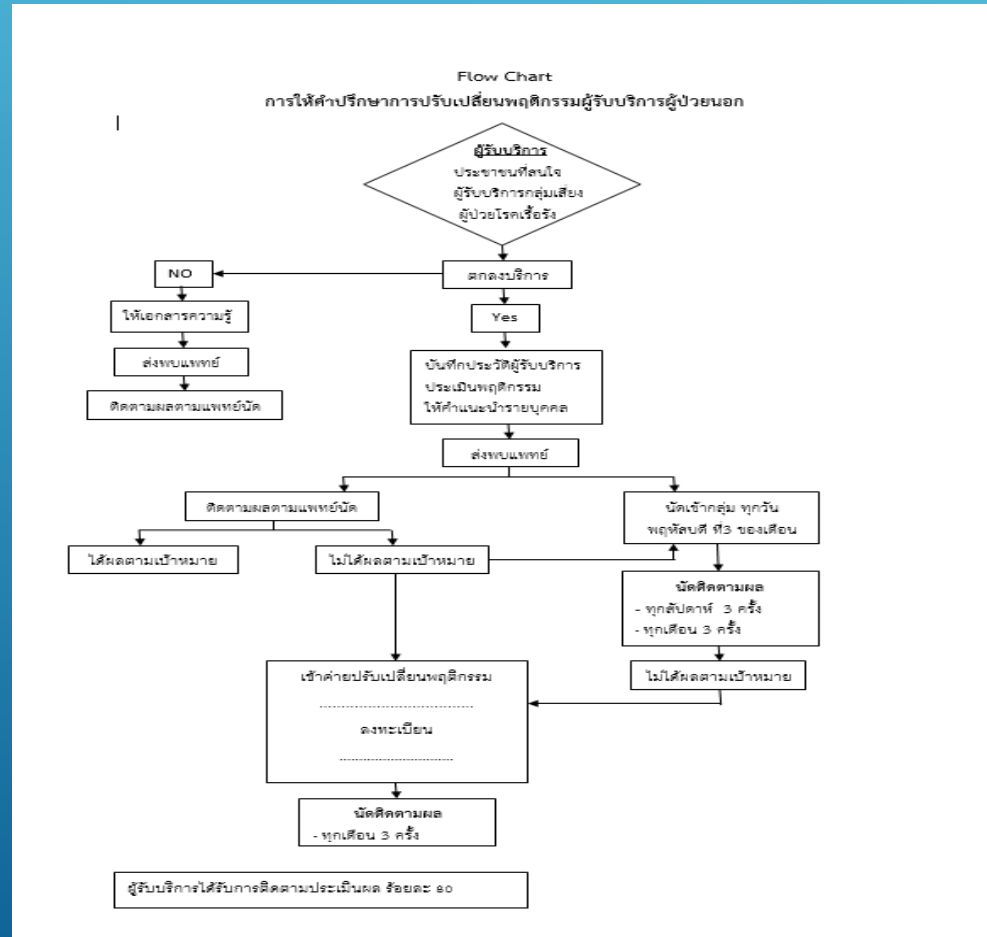 Flow Chart
การให้คำปรึกษาการปรับเปลี่ยนพฤติกรรมผู้รับบริการผู้ป่วยนอก
ผู้รับบริการ
ประชาชนที่สนใจ
ผู้รับบริการกลุ่มเสี่ยง
ผู้ป่วยโรคเรื้อรัง
NO
ตกลงบริการ
ให้เอกสารความรู้
Yes
ส่งพบแพทย์
ติดตามผลตามแพทย์นัด
บันทึกประวัติผู้รับบริการ
ประเมินพฤติกรรม
ให้คำแนะนำรายบุคคล
ส่งพบแพทย์
ติดตามผลตามแพทย์นัด
นัดเข้ากลุ่ม ทุกวัน
พฤหัสบดี ที่3 ของเดือน
ได้ผลตามเป้าหมาย
ไม่ได้ผลตามเป้าหมาย
นัดติดตามผล
- ทุกสัปดาห์ 3 ครั้ง
- ทุกเดือน 3 ครั้ง
ไม่ได้ผลตามเป้าหมาย
เข้าค่ายปรับเปลี่ยนพฤติกรรม
.......................................
ลงทะเบียน
.............................
นัดติดตามผล
- ทุกเดือน 3 ครั้ง
ผู้รับบริการได้รับการติดตามประเมินผล ร้อยละ ๘๐